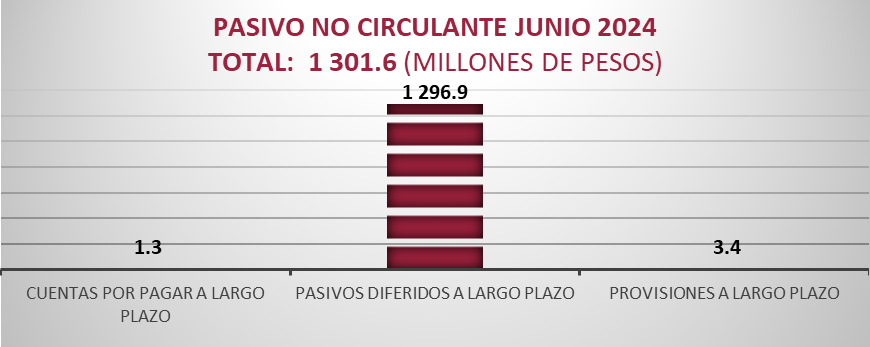 PASIVO NO CIRCULANTE JUNIO 2024
TOTAL: 1 301.6 (MILLONES DE PESOS)
1 296.9
1.3
3.4
CUENTAS POR PAGAR A LARGO
PLAZO
PASIVOS DIFERIDOS A LARGO PLAZO
PROVISIONES A LARGO PLAZO